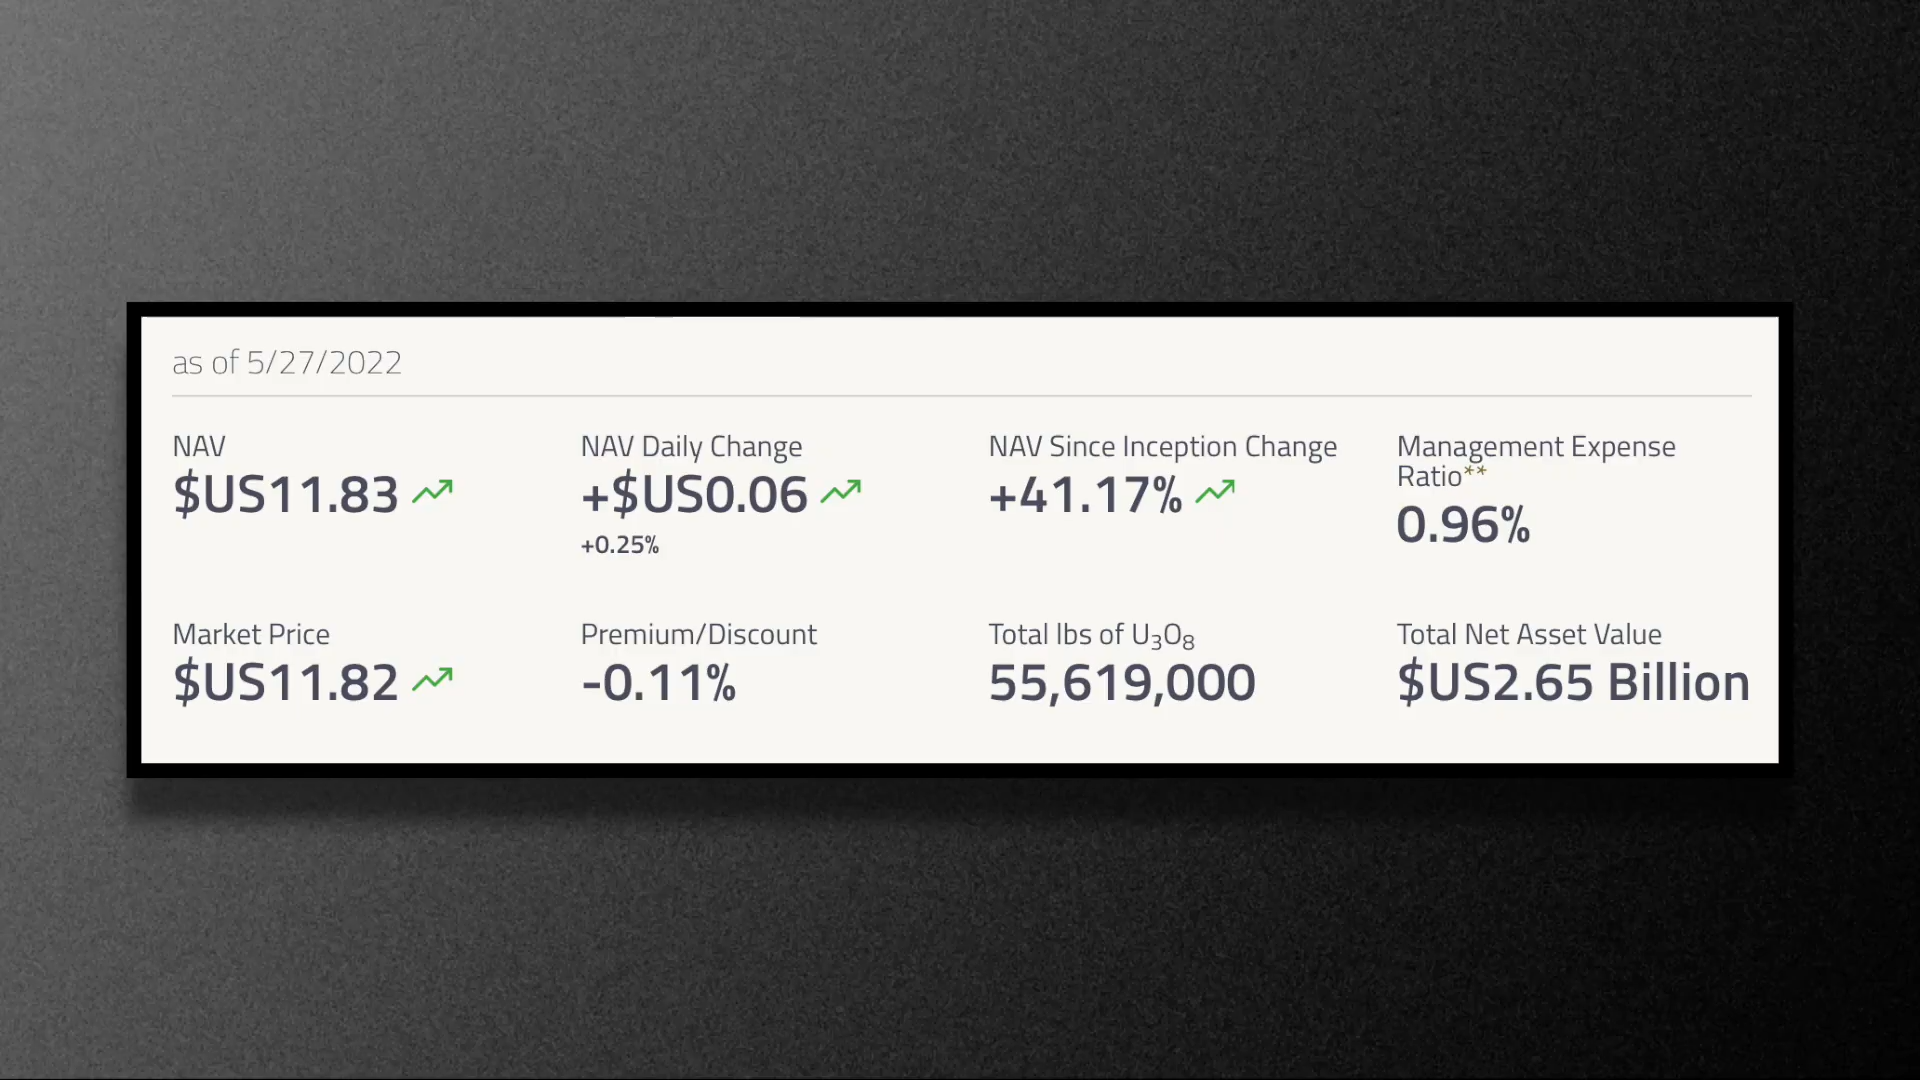 as of 5/27/2022
NAV
$US11.83
NAV Daily Change
+$US0.06
+0.25%
NAV Since Inception Change
+41.17%
Management Expense
Ratio**
0.96%
Market Price
$US11.82
Premium/Discount
-0.11%
Total lbs of U₃O₈
55,619,000
Total Net Asset Value
$US2.65 Billion